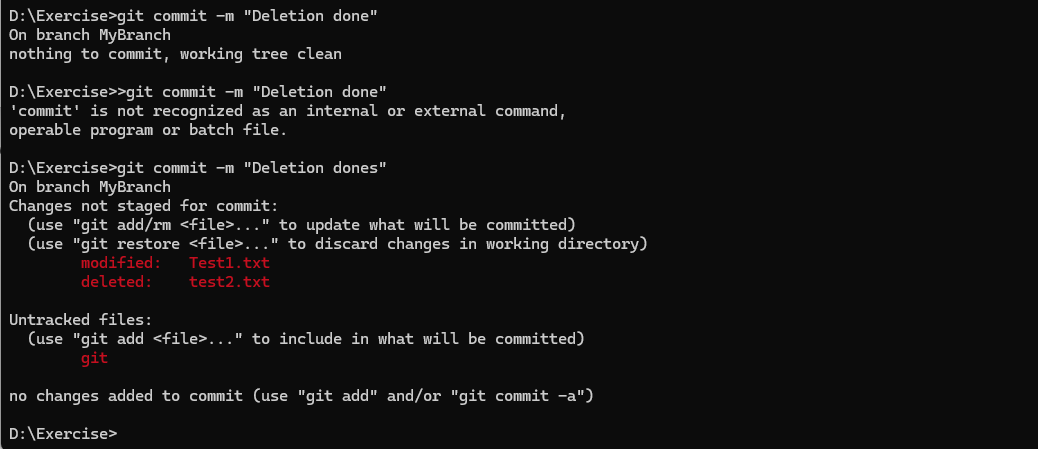 D:\Exercise>git commit -m "Deletion done"
On branch MyBranch
nothing to commit, working tree clean
D:\Exercise>>git commit -m "Deletion done"
'commit' is not recognized as an internal or external command,
operable program or batch file.
D:\Exercise>git commit -m "Deletion dones"
On branch MyBranch
Changes not staged for commit:
  (use "git add/rm <file>..." to update what will be committed)
  (use "git restore <file>..." to discard changes in working directory)
        modified:   Test1.txt
        deleted:    test2.txt
Untracked files:
  (use "git add <file>..." to include in what will be committed)
        git
no changes added to commit (use "git add" and/or "git commit -a")
D:\Exercise>